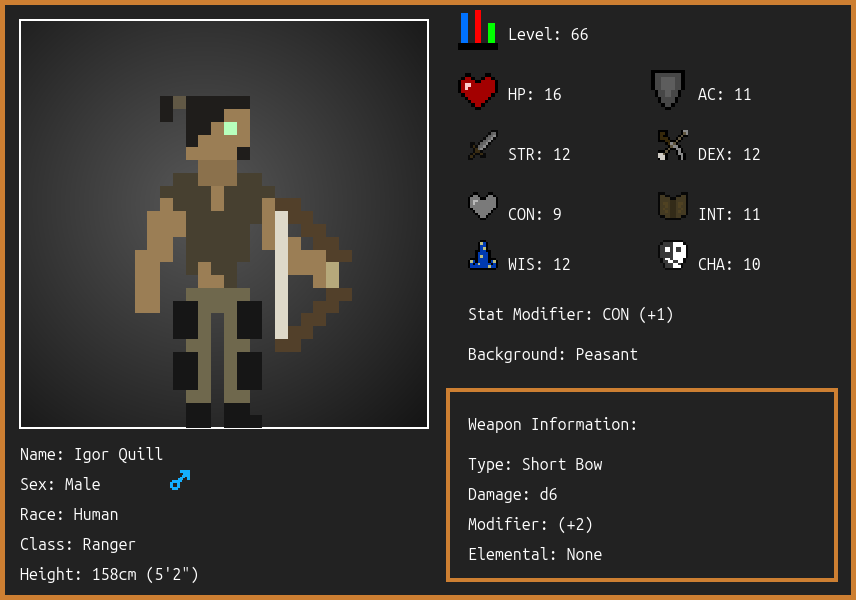 Level: 66
HP: 16
AC: 11
STR: 12
DEX: 12
CON: 9
INT: 11
WIS: 12
CHA: 10
Stat Modifier: CON (+1)
Background: Peasant
Weapon Information:
Type: Short Bow
Damage: d6
Modifier: (+2)
Elemental: None
Name: Igor Quill
Sex: Male
Race: Human
Class: Ranger
Height: 158cm (5'2")